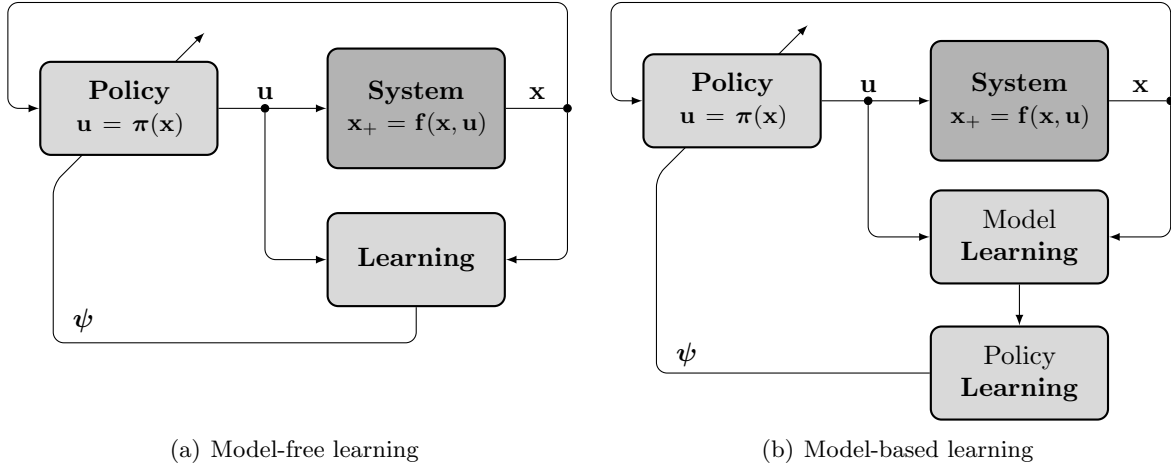 Policy
u = π(x)
u
System
x₊ = f(x, u)
x
Learning
ψ
(a) Model-free learning
Policy
u = π(x)
u
System
x₊ = f(x, u)
x
Model
Learning
Policy
Learning
ψ
(b) Model-based learning